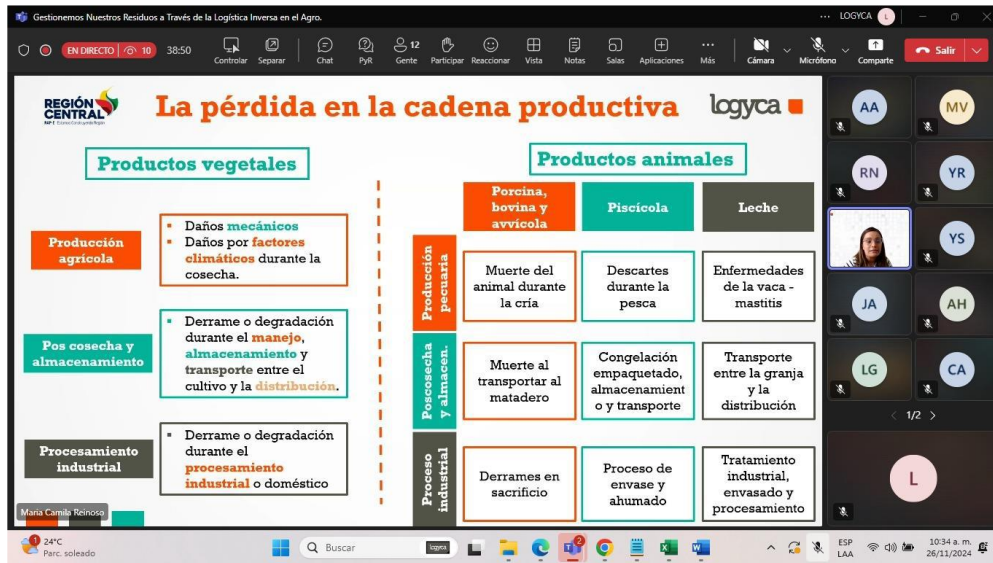 Gestionemos Nuestros Residuos a Través de la Logística Inversa en el Agro.
LOGYCA
L
EN DIRECTO
10
38:50
Controlar
Separar
Chat
PyR
12
Gente
Participar
Reaccionar
Vista
Notas
Salas
Aplicaciones
Más
Cámara
Micrófono
Comparte
Salir
REGIÓN
CENTRAL
La pérdida en la cadena productiva
logyca
Productos vegetales
Producción
agrícola
Daños mecánicos
Daños por factores
climáticos durante la
cosecha.
Pos cosecha y
almacenamiento
Derrame o degradación
durante el manejo,
almacenamiento y
transporte entre el
cultivo y la distribución.
Procesamiento
industrial
Derrame o degradación
durante el
procesamiento
industrial o doméstico
Productos animales
Porcina,
bovina y
avvícola
Piscícola
Leche
Producción
pecuaria
Muerte del
animal durante
la cría
Descartes
durante la
pesca
Enfermedades
de la vaca -
mastitis
Poscosecha
y almacen.
Muerte al
transportar al
matadero
Congelación
empaquetado,
almacenamient
o y transporte
Transporte
entre la granja
y la
distribución
Proceso
industrial
Derrames en
sacrificio
Proceso de
envase y
ahumado
Tratamiento
industrial,
envasado y
procesamiento
María Camila Reinoso
AA
MV
RN
YR
YS
JA
AH
LG
CA
1/2
L
2
24°C
Parc. soleado
Buscar
logyca
ESP
LAA
10:34 a. m.
26/11/2024